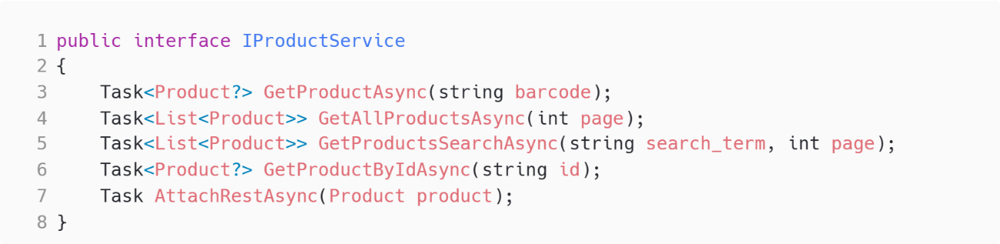 1 public interface IProductService
2 {
3     Task<Product?> GetProductAsync(string barcode);
4     Task<List<Product>> GetAllProductsAsync(int page);
5     Task<List<Product>> GetProductsSearchAsync(string search_term, int page);
6     Task<Product?> GetProductByIdAsync(string id);
7     Task AttachRestAsync(Product product);
8 }